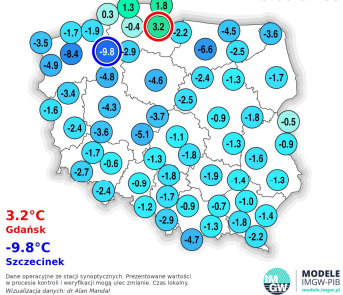 1.3 1.8
0.3
-0.4 3.2 -2.2 -4.5 -3.6
-1.7 -1.9
-3.5 -8.4 -9.8 -2.9 -6.6 -2.5
-4.9 -4.8 -4.6 -2.4 -1.3 -1.7
-3.4 -2.5
-1.6 -4.3 -3.7 -0.9 -1.8 -0.5
-2.4 -3.6 -5.1 -1.1 -1.3 -0.9
-1.7 -0.6 -1.3 -1.8 -1.6
-2.7 -1.8 -1.9 -1.4 -1.3
-2.4 -0.9
-1.7 -1.0
-1.2 -0.9 -0.7 -1.4
-2.9 -1.3 -1.8
-4.7 -2.2
3.2°C
Gdańsk
-9.8°C
Szczecinek
Dane operacyjne ze stacji synoptycznych. Prezentowane wartości
w procesie kontroli i weryfikacji mogą ulec zmianie. Czas lokalny.
Wizualizacja danych: dr Alan Mandal
IM
GW
MODELE
IMGW-PIB
modele.imgw.pl